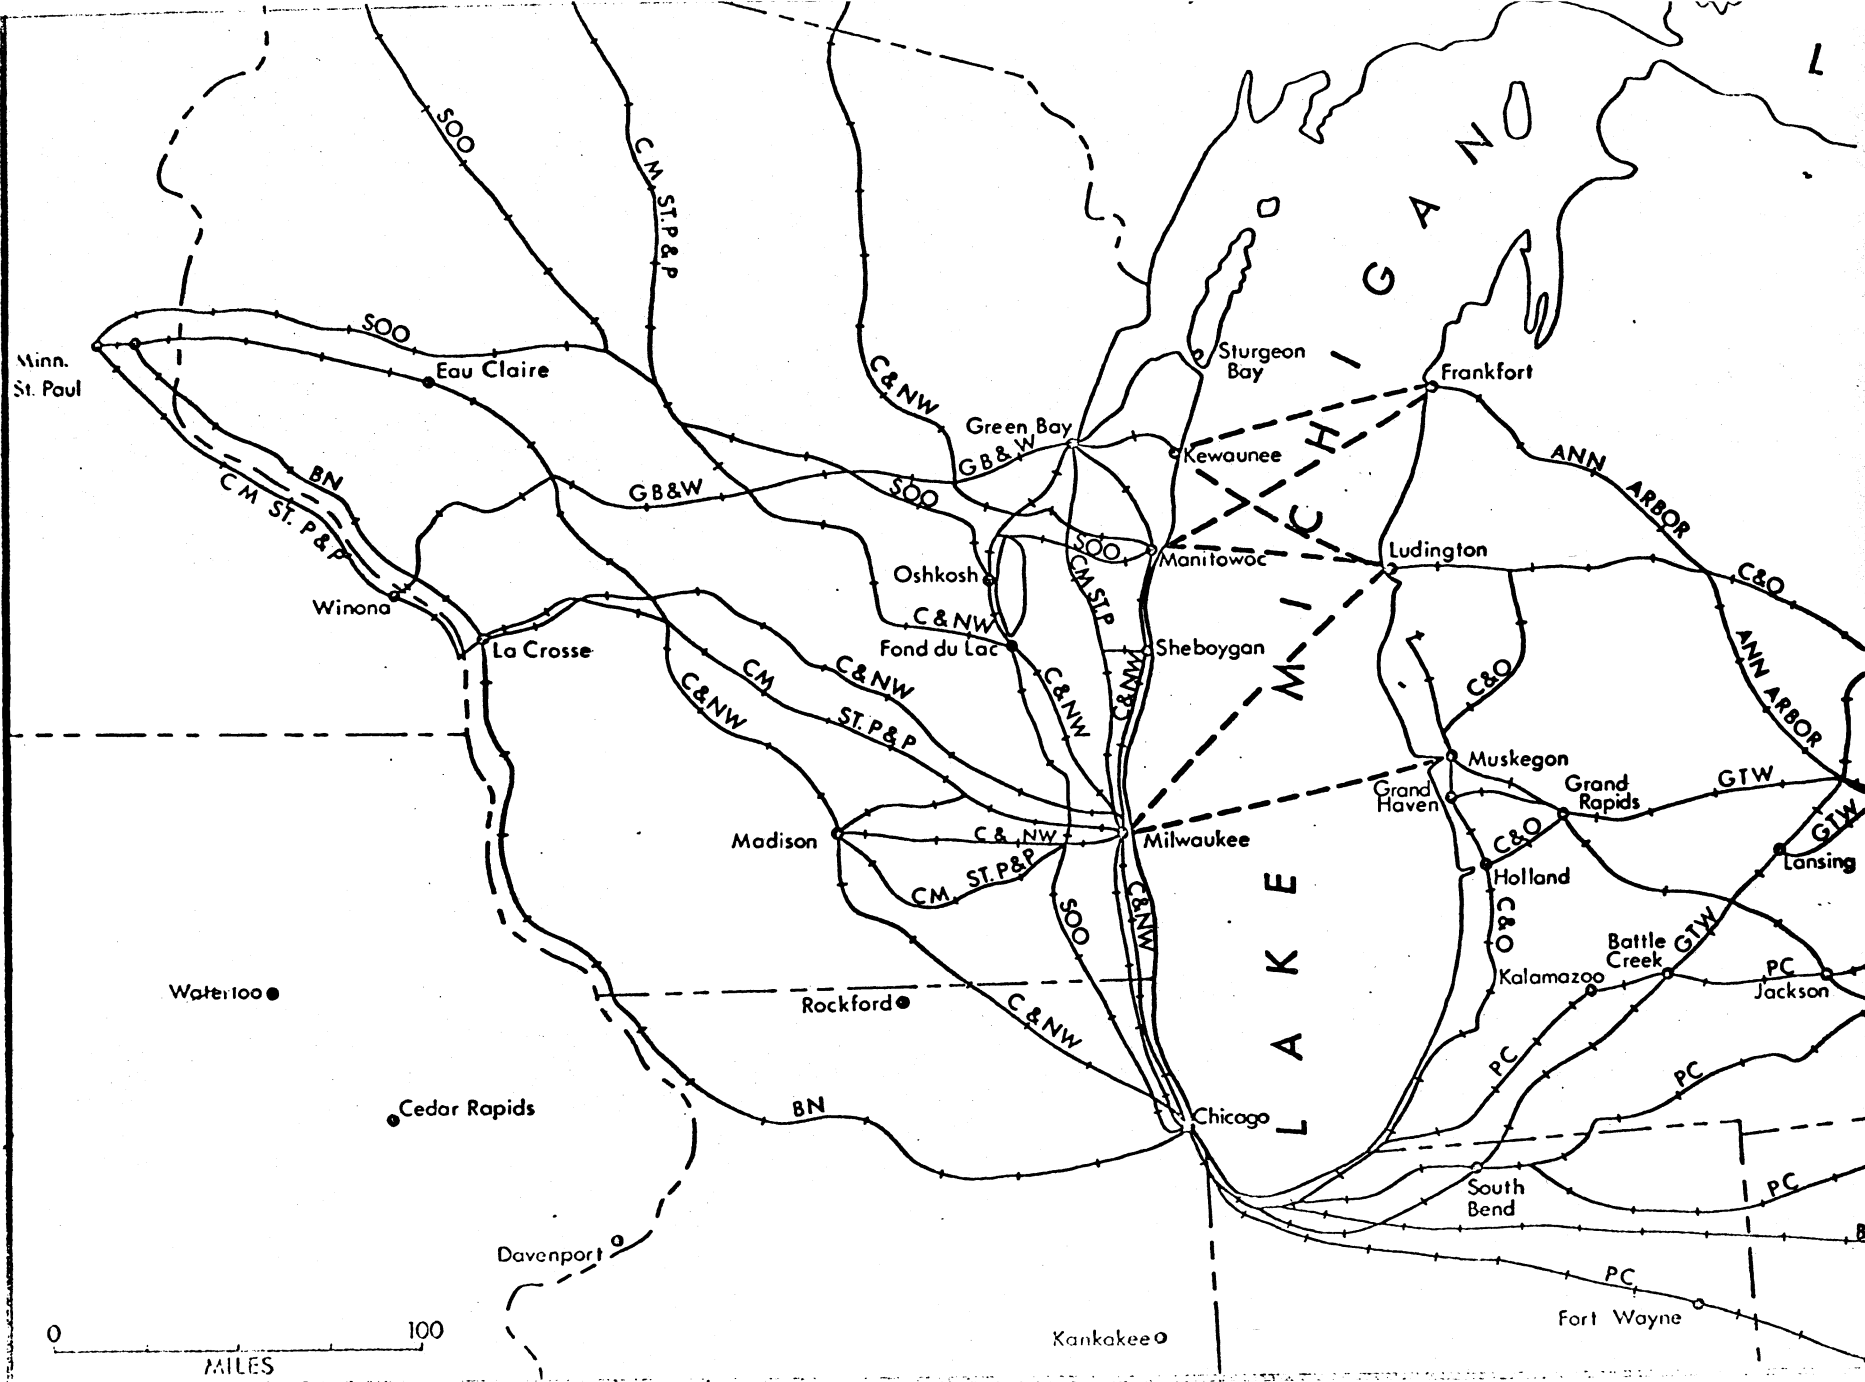 L
SOO
C M ST. P & P
L A K E M I C H I G A N
SOO
Minn.
St. Paul
Eau Claire
C & NW
Sturgeon
Bay
Frankfort
Green Bay
GB & W
Kewaunee
ANN ARBOR
BN
C M ST. P & P
GB&W
SOO
SOO
Manitowoc
Ludington
C&O
Oshkosh
CM ST. P
Winona
C & NW
Fond du Lac
La Crosse
Sheboygan
C&NW
C&NW
C&NW
CM ST. P & P
C & NW
C&O
ANN ARBOR
Muskegon
Grand
Haven
Grand
Rapids
GTW
GTW
Madison
C & NW
Milwaukee
C&O
Lansing
Holland
CM ST. P&P
SOO
C&NW
C&O
Battle
Creek
GTW
Kalamazoo
PC
Jackson
Waterloo
Rockford
C & NW
PC
PC
Cedar Rapids
BN
Chicago
South
Bend
PC
B
Davenport
PC
Fort Wayne
Kankakee
0 100
MILES